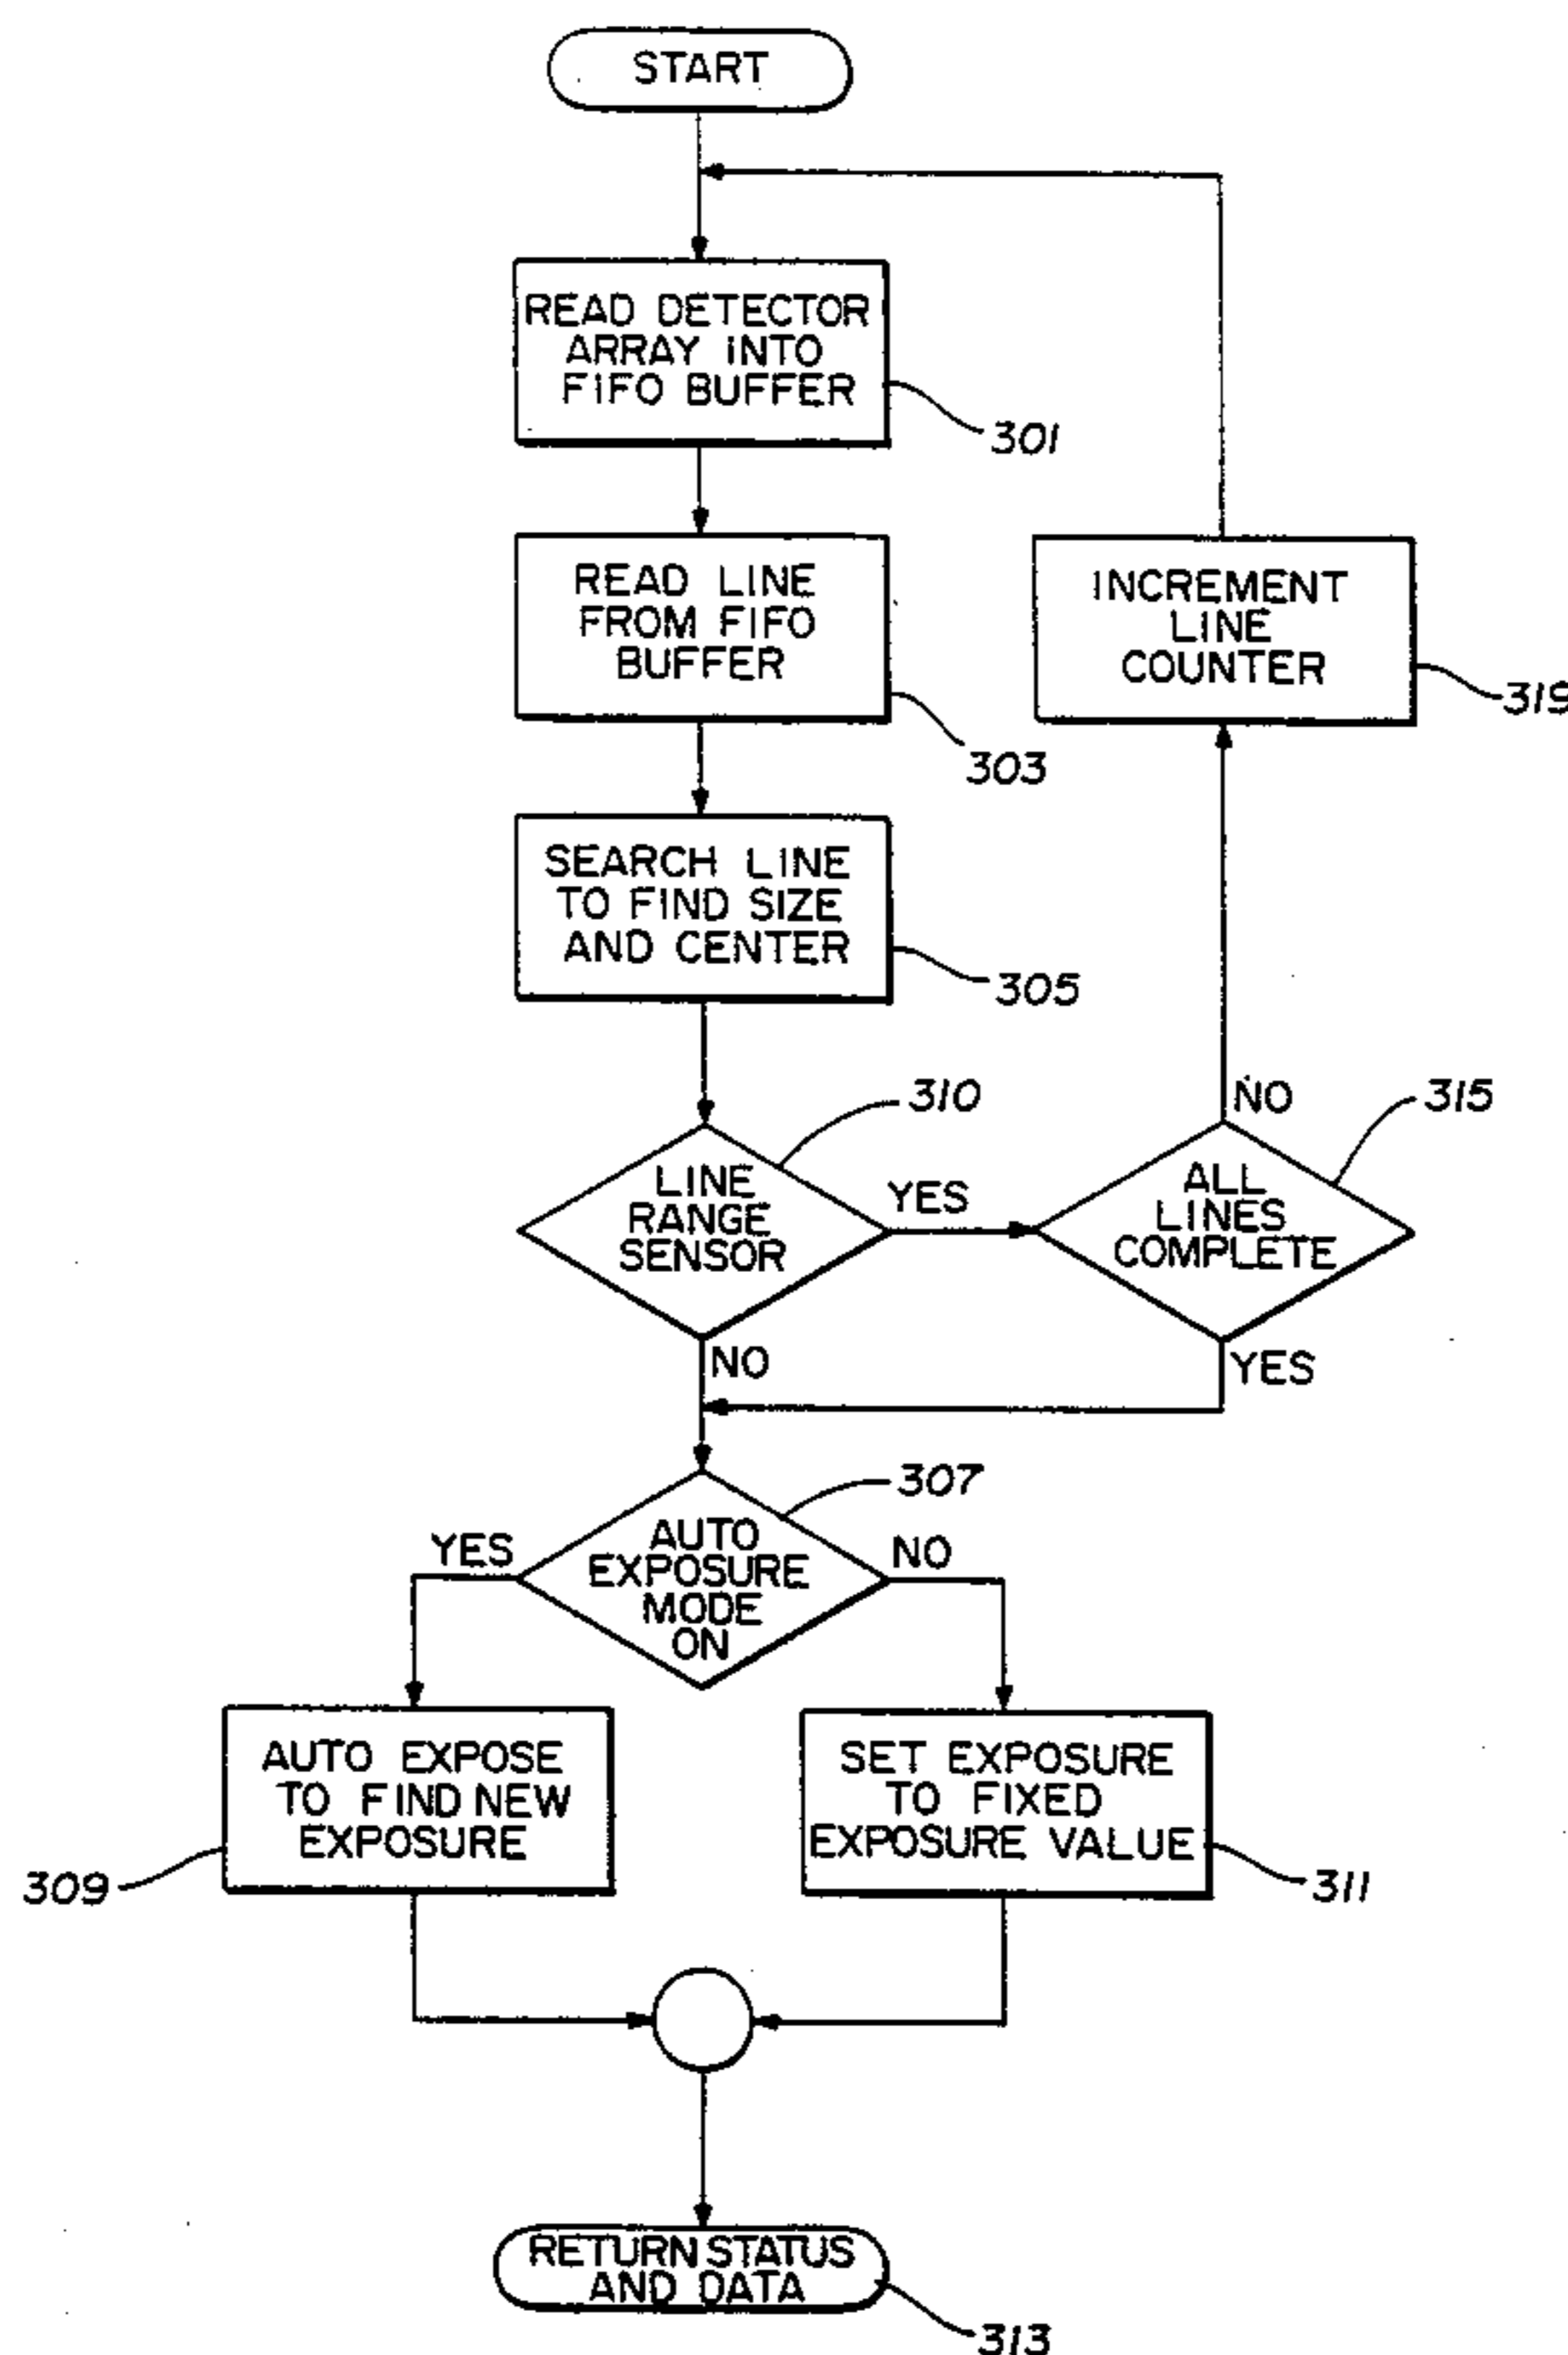 START
READ DETECTOR
ARRAY INTO
FIFO BUFFER
301
READ LINE
FROM FIFO
BUFFER
303
INCREMENT
LINE
COUNTER
319
SEARCH LINE
TO FIND SIZE
AND CENTER
305
310
LINE
RANGE
SENSOR
YES
NO
NO
315
ALL
LINES
COMPLETE
YES
307
AUTO
EXPOSURE
MODE
ON
YES
NO
AUTO EXPOSE
TO FIND NEW
EXPOSURE
309
SET EXPOSURE
TO FIXED
EXPOSURE VALUE
311
RETURN STATUS
AND DATA
313